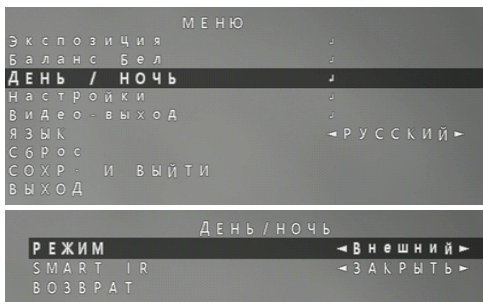 МЕНЮ
Экспозиция ↲
Баланс Бел ↲
ДЕНЬ / НОЧЬ ↲
Настройки ↲
Видео-выход ↲
ЯЗЫК ◄РУССКИЙ►
Сброс
СОХР- И ВЫЙТИ
ВЫХОД
ДЕНЬ/НОЧЬ
РЕЖИМ ◄Внешний►
SMART IR ◄ЗАКРЫТЬ►
ВОЗВРАТ